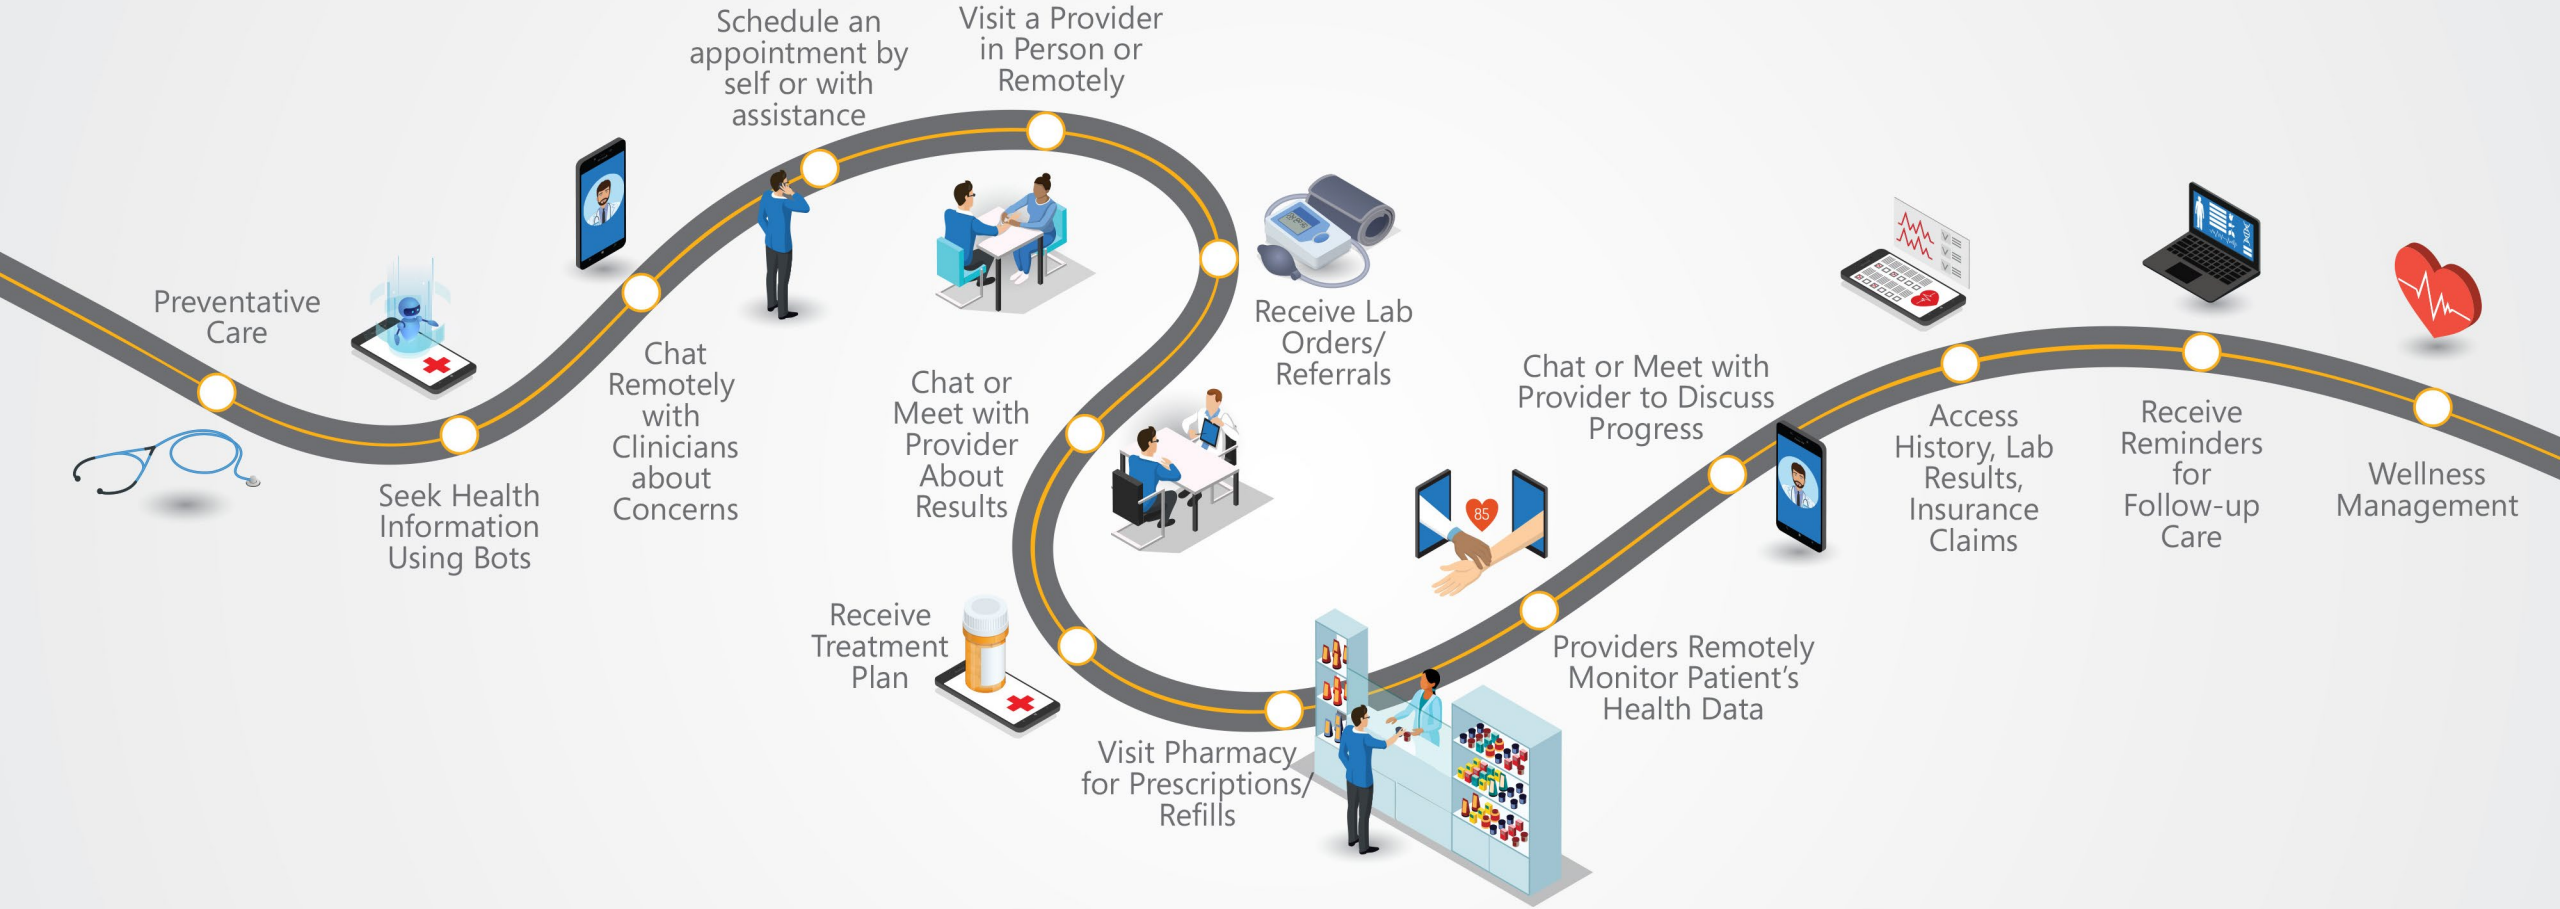 Preventative
Care
Seek Health
Information
Using Bots
Chat
Remotely
with
Clinicians
about
Concerns
Schedule an
appointment by
self or with
assistance
Visit a Provider
in Person or
Remotely
Receive Lab
Orders/
Referrals
Chat or
Meet with
Provider
About
Results
Receive
Treatment
Plan
Visit Pharmacy
for Prescriptions/
Refills
85
Providers Remotely
Monitor Patient's
Health Data
Chat or Meet with
Provider to Discuss
Progress
Access
History, Lab
Results,
Insurance
Claims
Receive
Reminders
for
Follow-up
Care
Wellness
Management